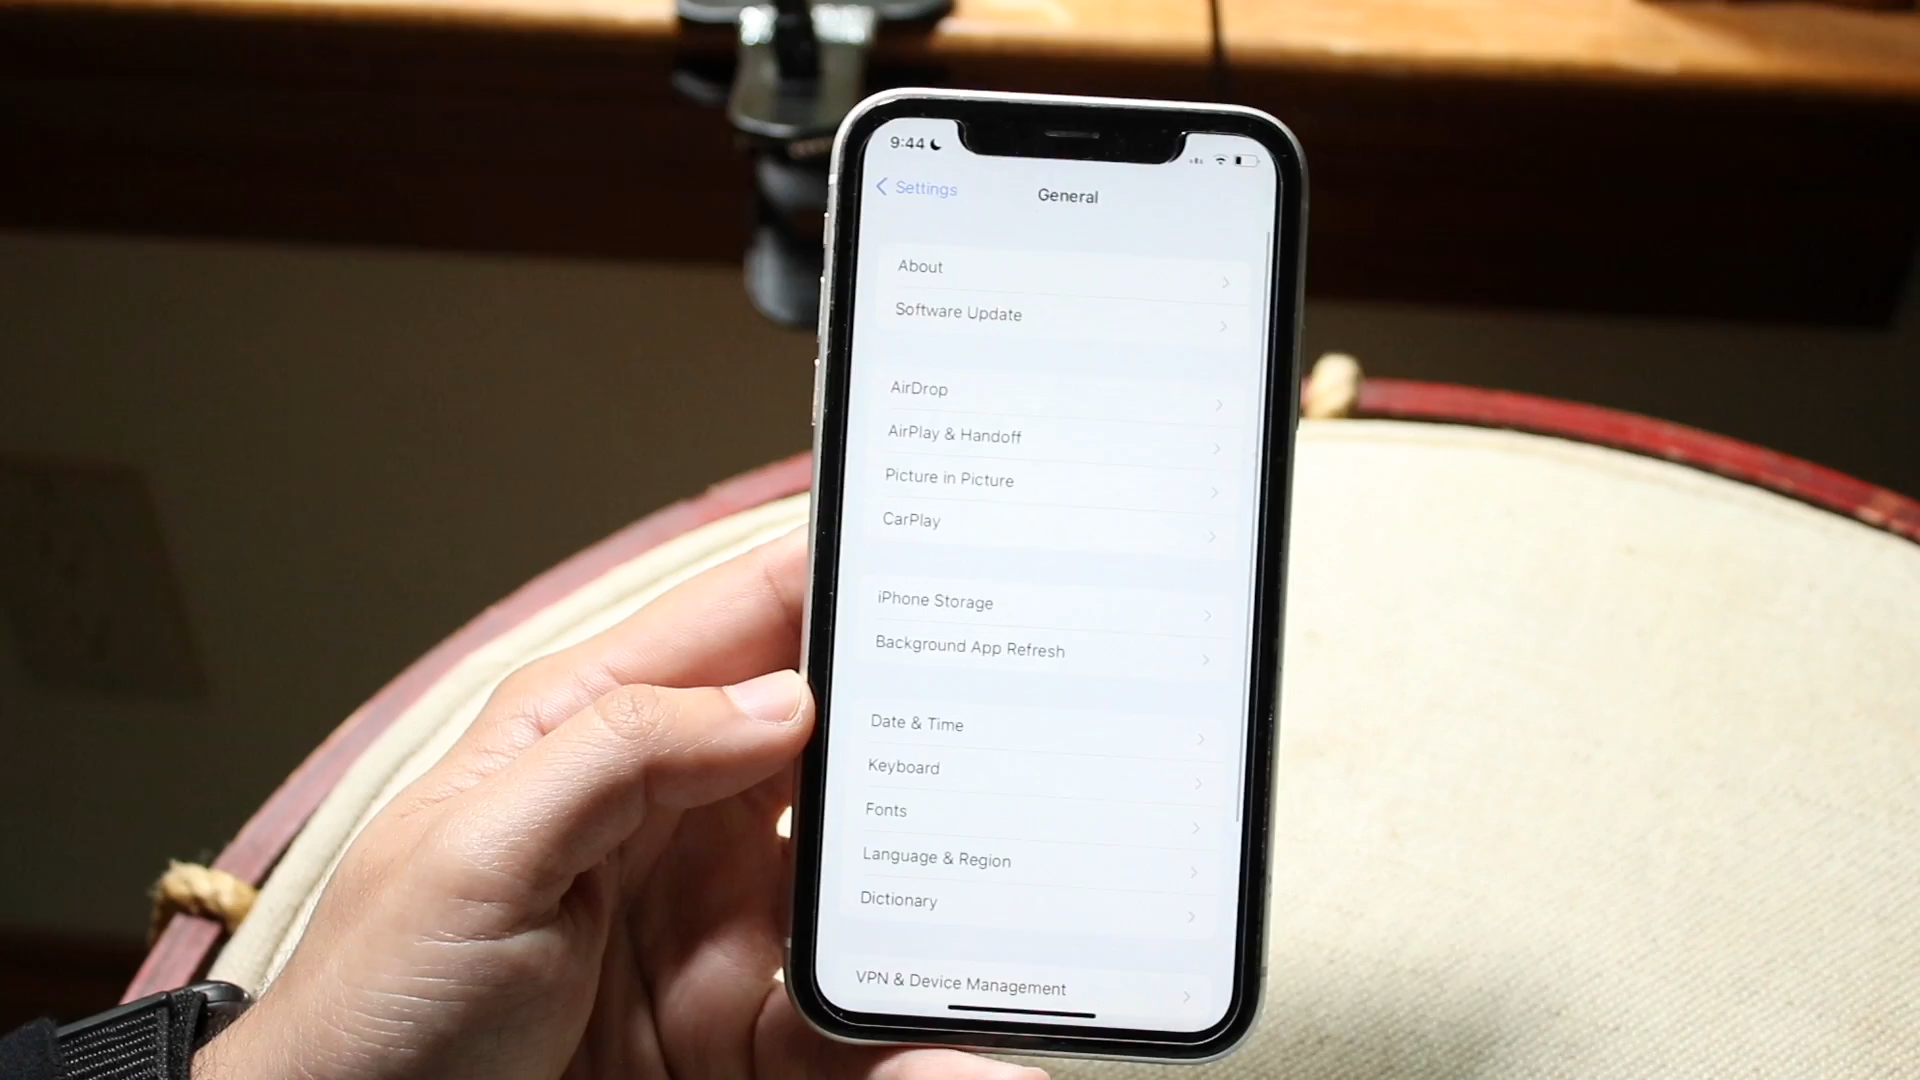 9:44
Settings
General
About
Software Update
AirDrop
AirPlay & Handoff
Picture in Picture
CarPlay
iPhone Storage
Background App Refresh
Date & Time
Keyboard
Fonts
Language & Region
Dictionary
VPN & Device Management